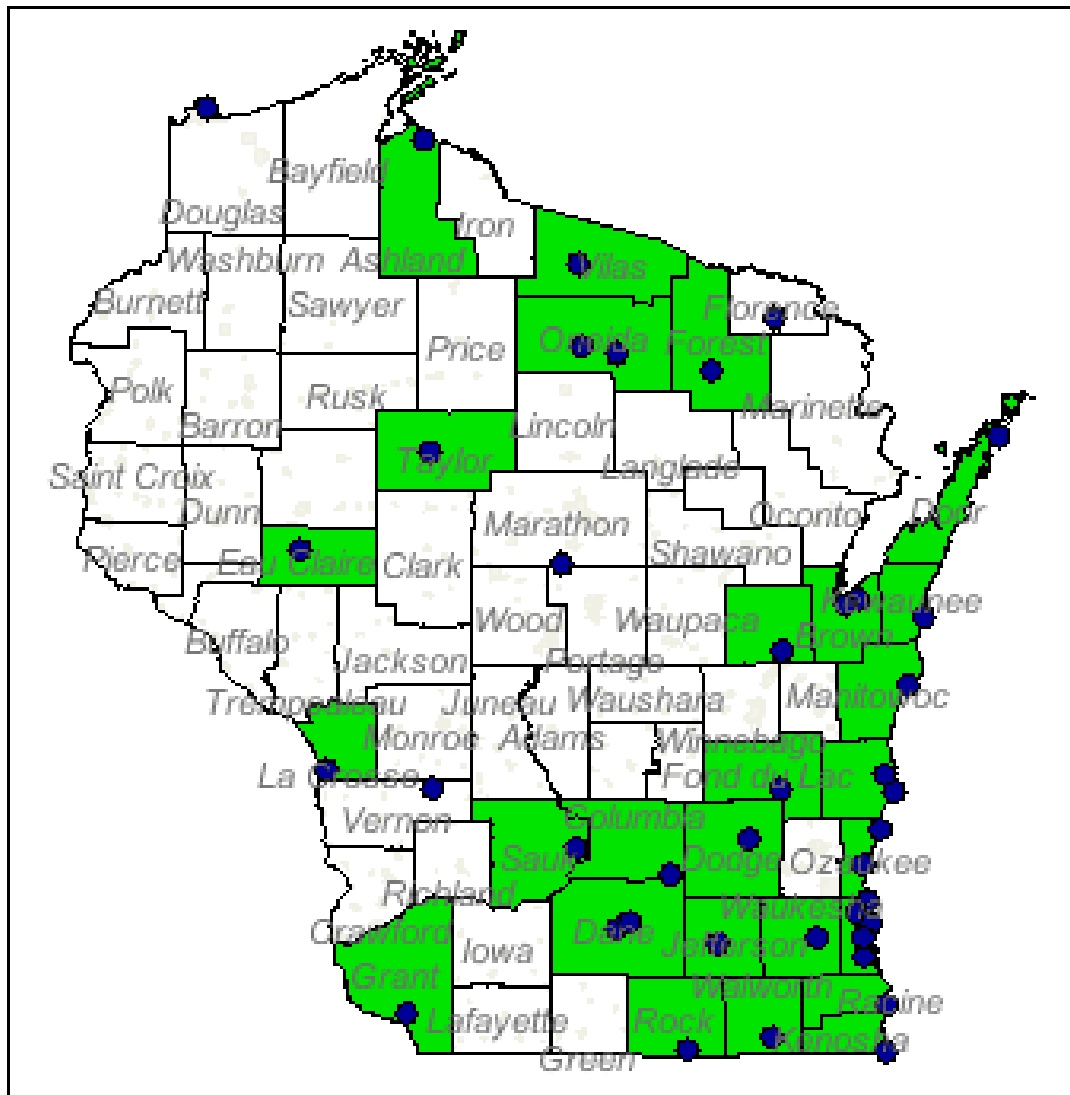 Bayfield
Douglas
Iron
Washburn
Ashland
Vilas
Burnett
Sawyer
Florence
Price
Oneida
Forest
Polk
Rusk
Marinette
Barron
Lincoln
Taylor
Langlade
Saint Croix
Dunn
Oconto
Door
Marathon
Pierce
Eau Claire
Clark
Shawano
Kewaunee
Buffalo
Wood
Waupaca
Brown
Jackson
Portage
Trempealeau
Juneau
Waushara
Manitowoc
Monroe
Adams
Winnebago
La Crosse
Fond du Lac
Vernon
Columbia
Sauk
Dodge
Ozaukee
Richland
Waukesha
Crawford
Iowa
Dane
Jefferson
Grant
Walworth
Racine
Lafayette
Rock
Kenosha
Green